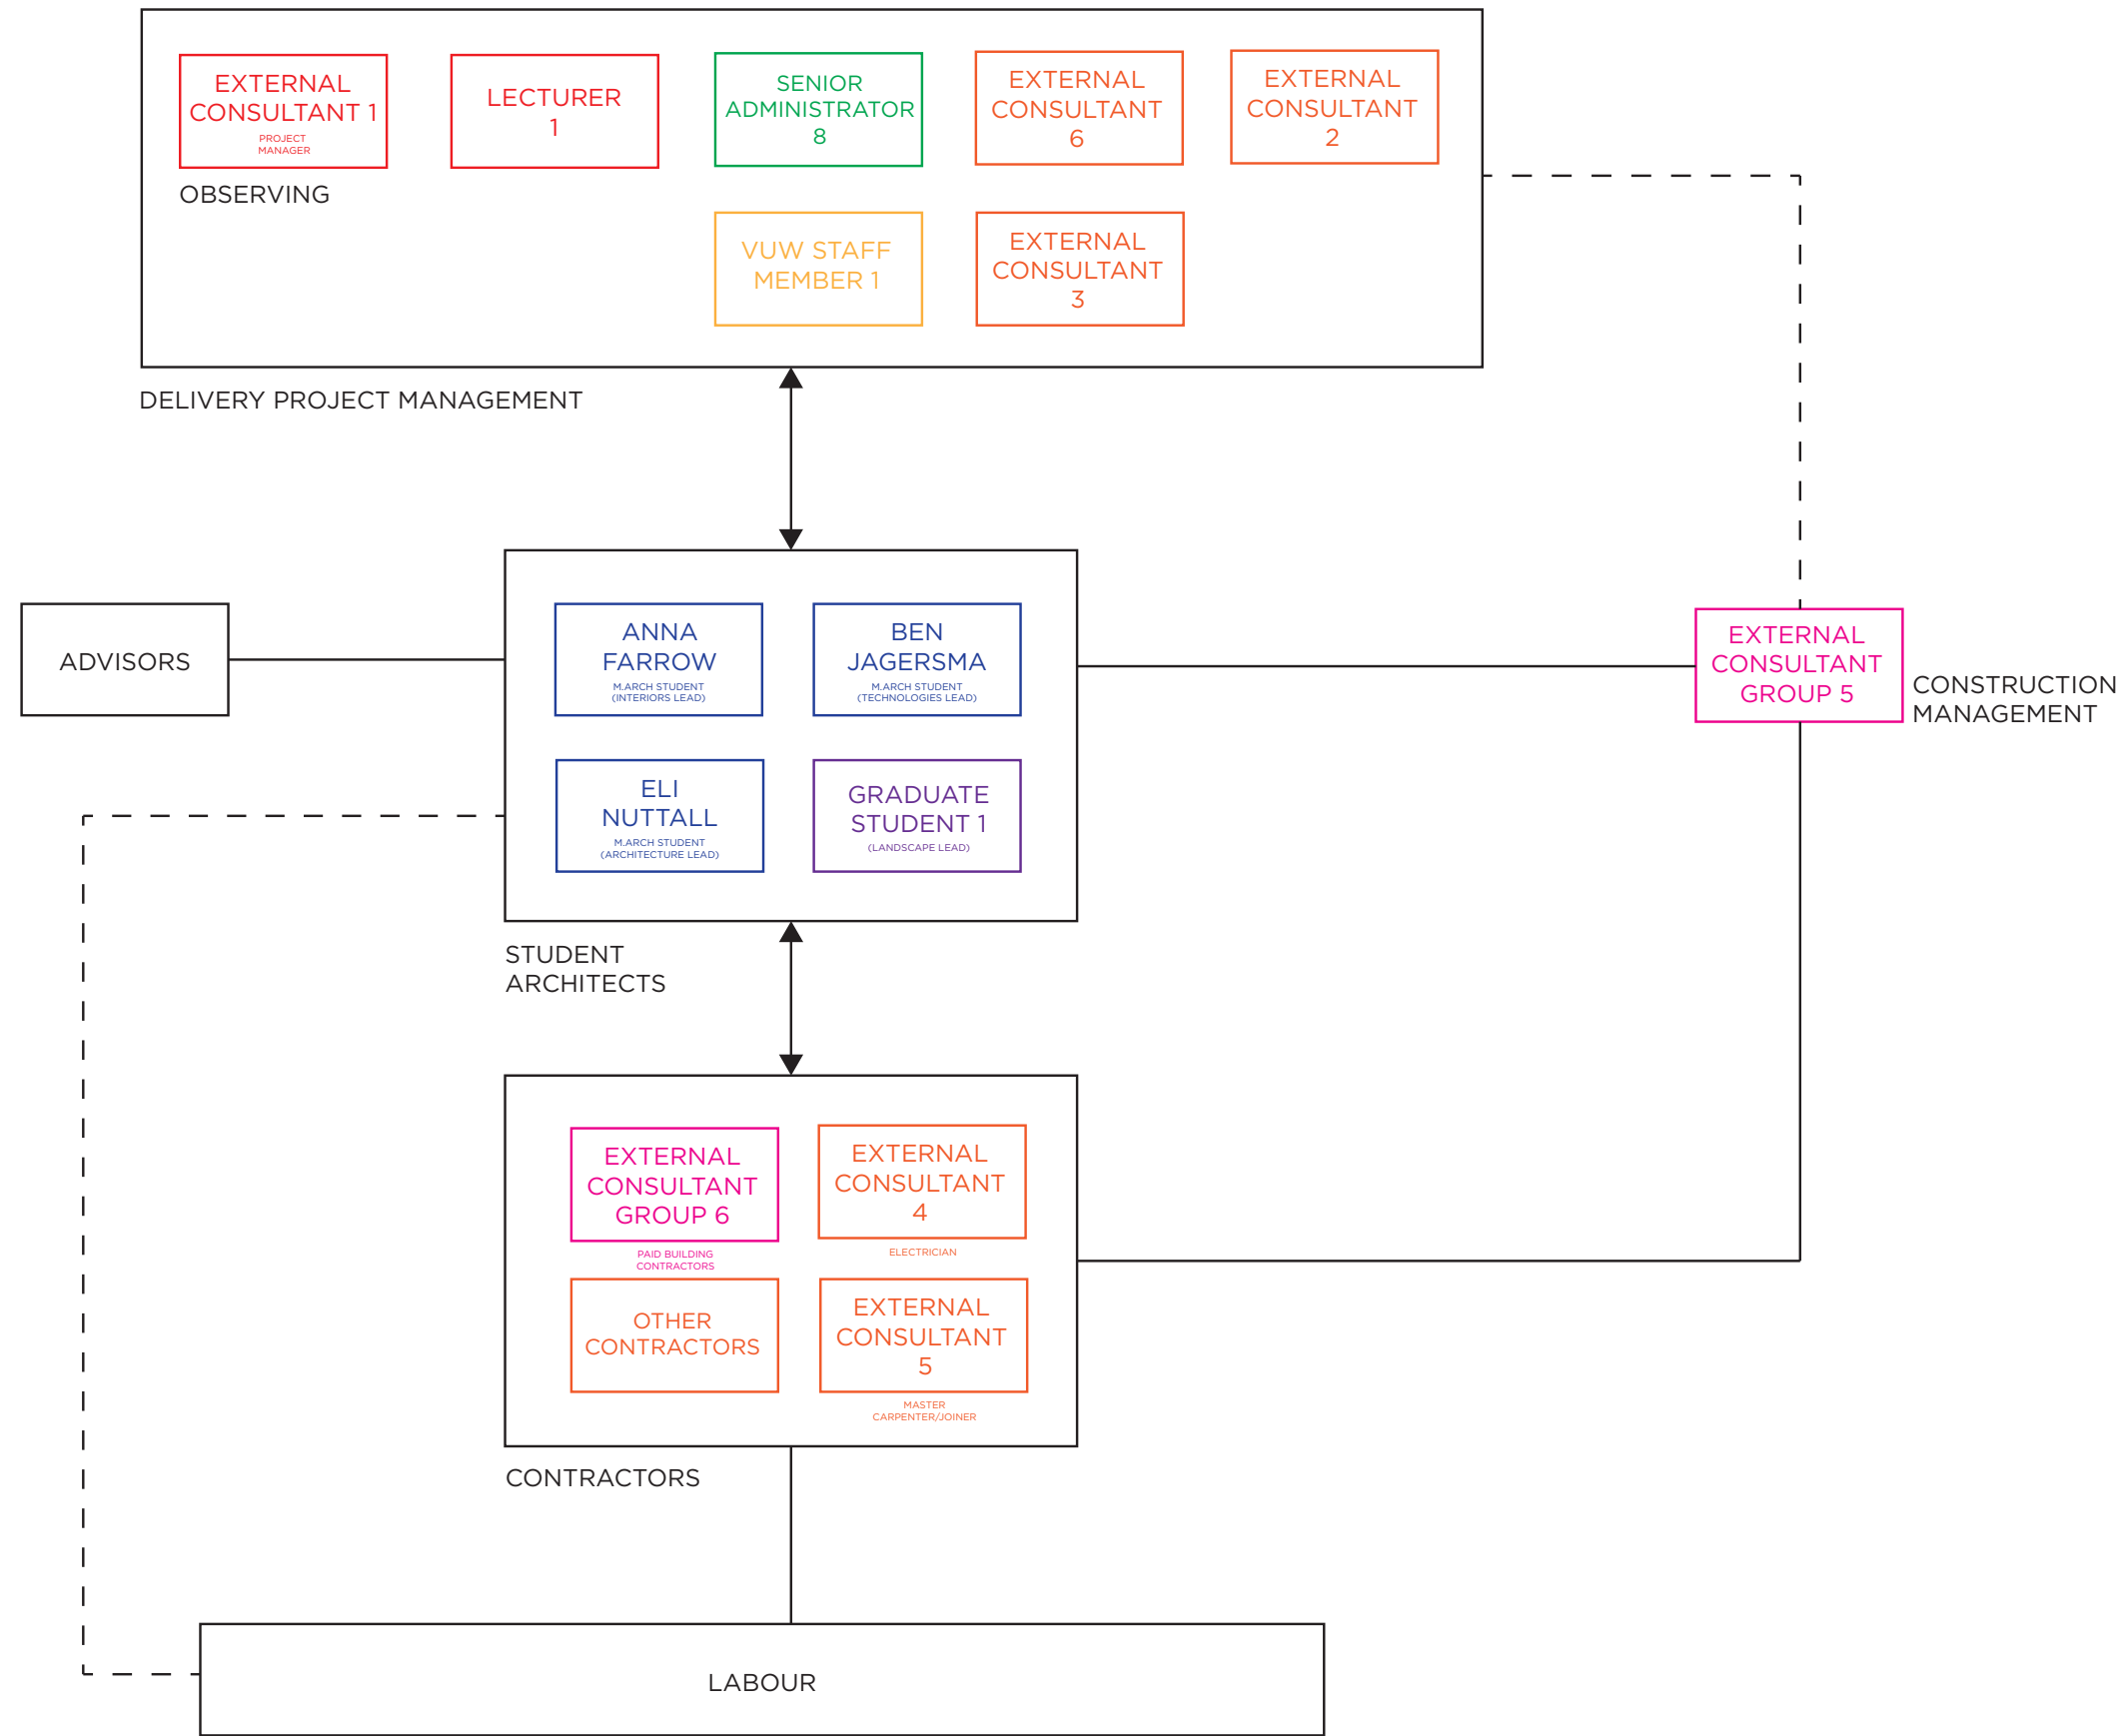 EXTERNAL
CONSULTANT 1
PROJECT
MANAGER
LECTURER
1
SENIOR
ADMINISTRATOR
8
EXTERNAL
CONSULTANT
6
EXTERNAL
CONSULTANT
2
OBSERVING
VUW STAFF
MEMBER 1
EXTERNAL
CONSULTANT
3
DELIVERY PROJECT MANAGEMENT
ADVISORS
ANNA
FARROW
M.ARCH STUDENT
(INTERIORS LEAD)
BEN
JAGERSMA
M.ARCH STUDENT
(TECHNOLOGIES LEAD)
EXTERNAL
CONSULTANT
GROUP 5
CONSTRUCTION
MANAGEMENT
ELI
NUTTALL
M.ARCH STUDENT
(ARCHITECTURE LEAD)
GRADUATE
STUDENT 1
(LANDSCAPE LEAD)
STUDENT
ARCHITECTS
EXTERNAL
CONSULTANT
GROUP 6
PAID BUILDING
CONTRACTORS
EXTERNAL
CONSULTANT
4
ELECTRICIAN
OTHER
CONTRACTORS
EXTERNAL
CONSULTANT
5
MASTER
CARPENTER/JOINER
CONTRACTORS
LABOUR